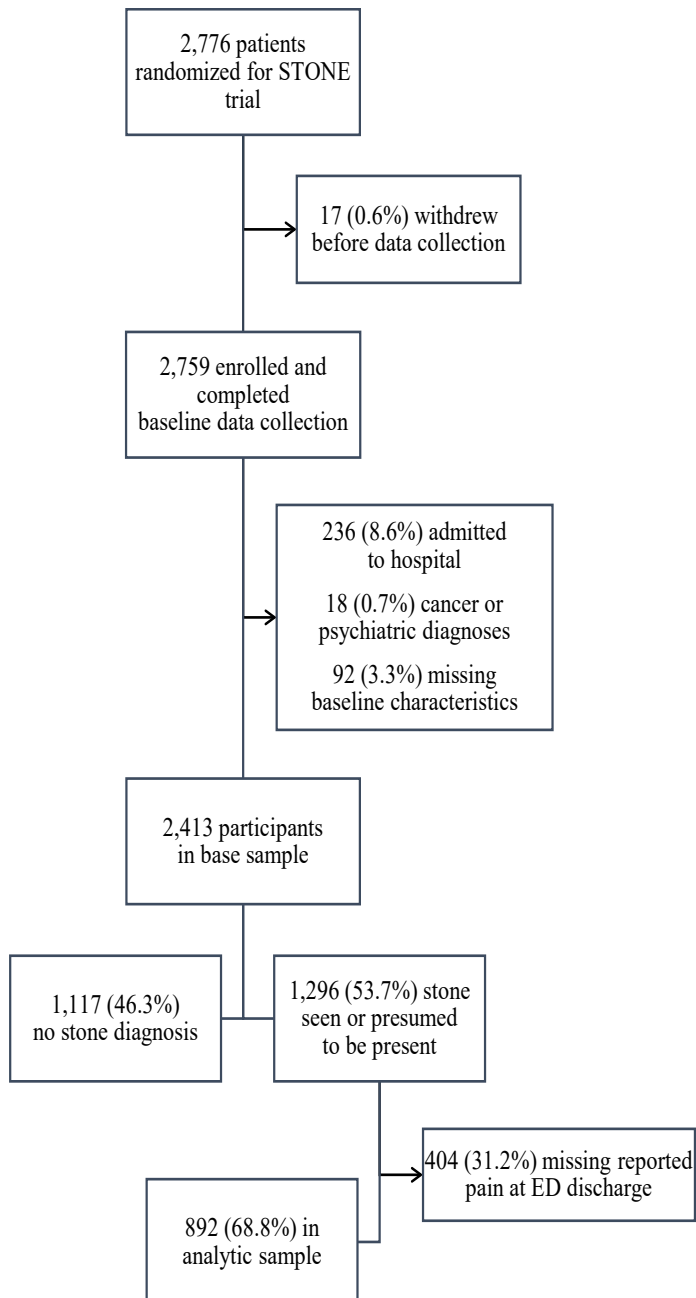 2,776 patients
randomized for STONE
trial
17 (0.6%) withdrew
before data collection
2,759 enrolled and
completed
baseline data collection
236 (8.6%) admitted
to hospital
18 (0.7%) cancer or
psychiatric diagnoses
92 (3.3%) missing
baseline characteristics
2,413 participants
in base sample
1,117 (46.3%)
no stone diagnosis
1,296 (53.7%) stone
seen or presumed
to be present
404 (31.2%) missing reported
pain at ED discharge
892 (68.8%) in
analytic sample